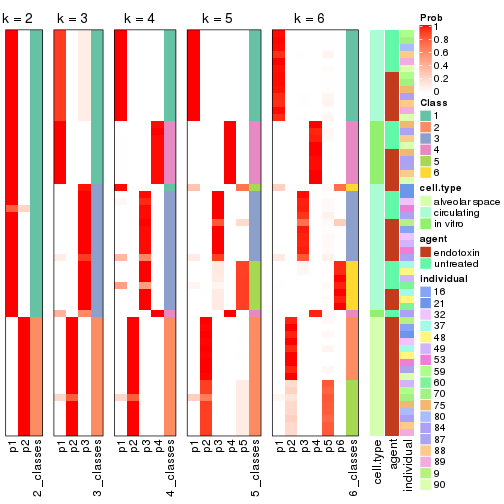 k = 2 k = 3 k = 4 k = 5 k = 6
p1 p2 2_classes p1 p2 p3 3_classes p1 p2 p3 p4 4_classes p1 p2 p3 p4 p5 5_classes p1 p2 p3 p4 p5 p6 6_classes cell.type agent individual
Prob
1
0.8
0.6
0.4
0.2
0
Class
1
2
3
4
5
6
cell.type
alveolar space
circulating
in vitro
agent
endotoxin
untreated
individual
16
21
32
37
48
49
53
59
60
70
75
80
84
87
88
89
9
90